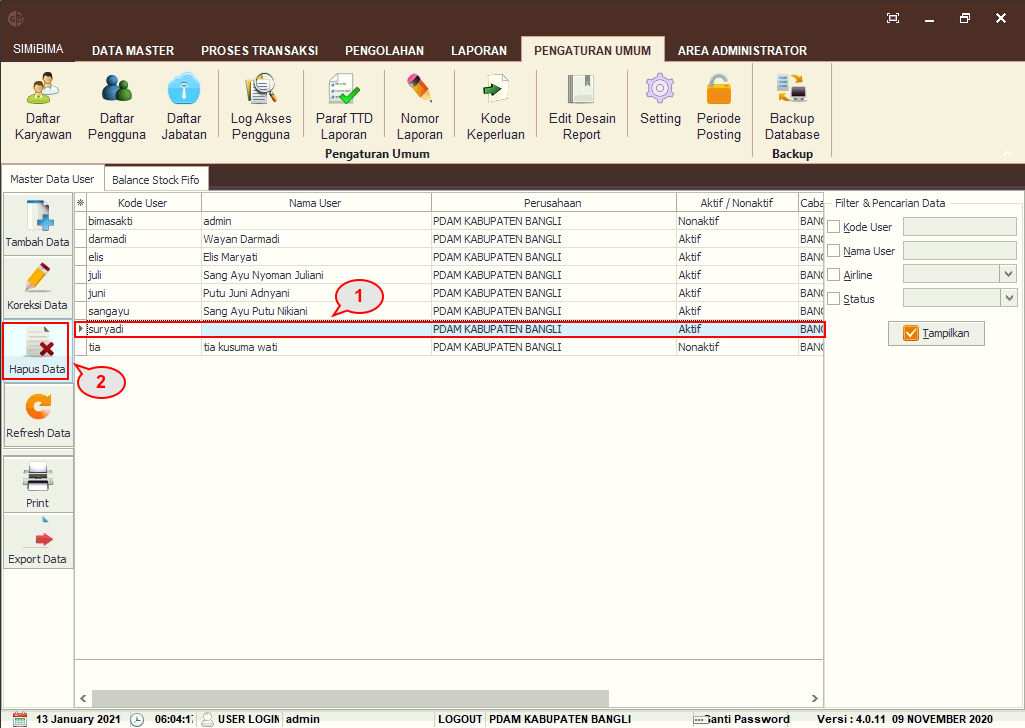 SIMiBIMA DATA MASTER PROSES TRANSAKSI PENGOLAHAN LAPORAN PENGATURAN UMUM AREA ADMINISTRATOR
Daftar Karyawan
Daftar Pengguna
Daftar Jabatan
Log Akses Pengguna
Paraf TTD Laporan
Nomor Laporan
Kode Keperluan
Edit Desain Report
Setting
Periode Posting
Backup Database
Pengaturan Umum Backup
Master Data User Balance Stock Fifo
Tambah Data
Koreksi Data
Hapus Data
Refresh Data
Print
Export Data
Kode User Nama User Perusahaan Aktif / Nonaktif Caba
bimasakti admin PDAM KABUPATEN BANGLI Nonaktif BANG
darmadi Wayan Darmadi PDAM KABUPATEN BANGLI Aktif BANG
elis Elis Maryati PDAM KABUPATEN BANGLI Aktif BANG
juli Sang Ayu Nyoman Juliani PDAM KABUPATEN BANGLI Aktif BANG
juni Putu Juni Adnyani PDAM KABUPATEN BANGLI Aktif BANG
sangayu Sang Ayu Putu Nikiani PDAM KABUPATEN BANGLI Aktif BANG
suryadi PDAM KABUPATEN BANGLI Aktif BANG
tia tia kusuma wati PDAM KABUPATEN BANGLI Nonaktif BANG
1
2
Filter & Pencarian Data
Kode User
Nama User
Airline
Status
Tampilkan
13 January 2021 06:04:1 USER LOGIN admin LOGOUT PDAM KABUPATEN BANGLI Ganti Password Versi : 4.0.11 09 NOVEMBER 2020